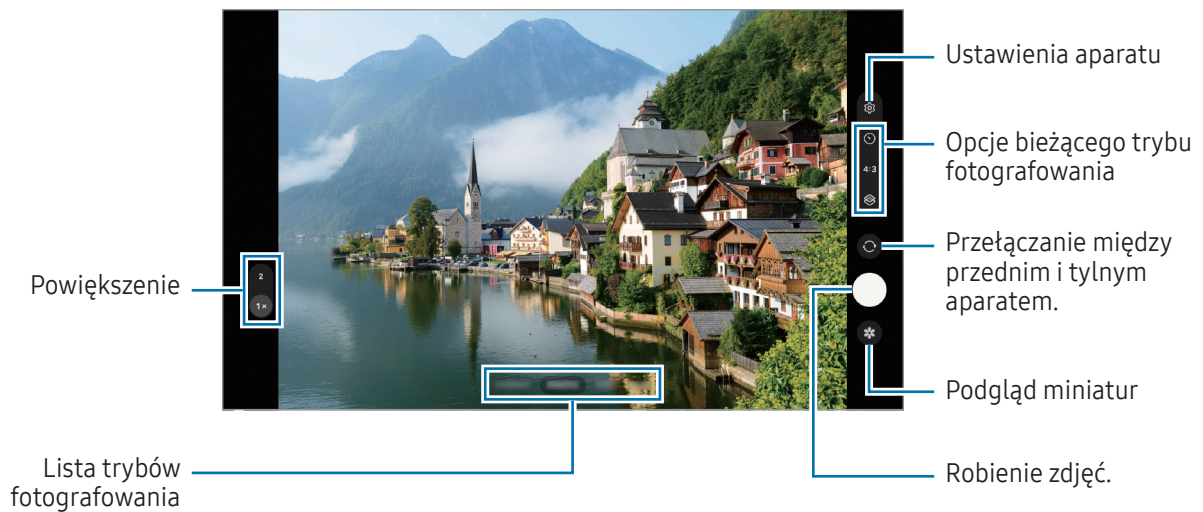 Ustawienia aparatu
Opcje bieżącego trybu
fotografowania
4:3
Przełączanie między
przednim i tylnym
aparatem.
Powiększenie
2
1×
Podgląd miniatur
Lista trybów
fotografowania
Robienie zdjęć.